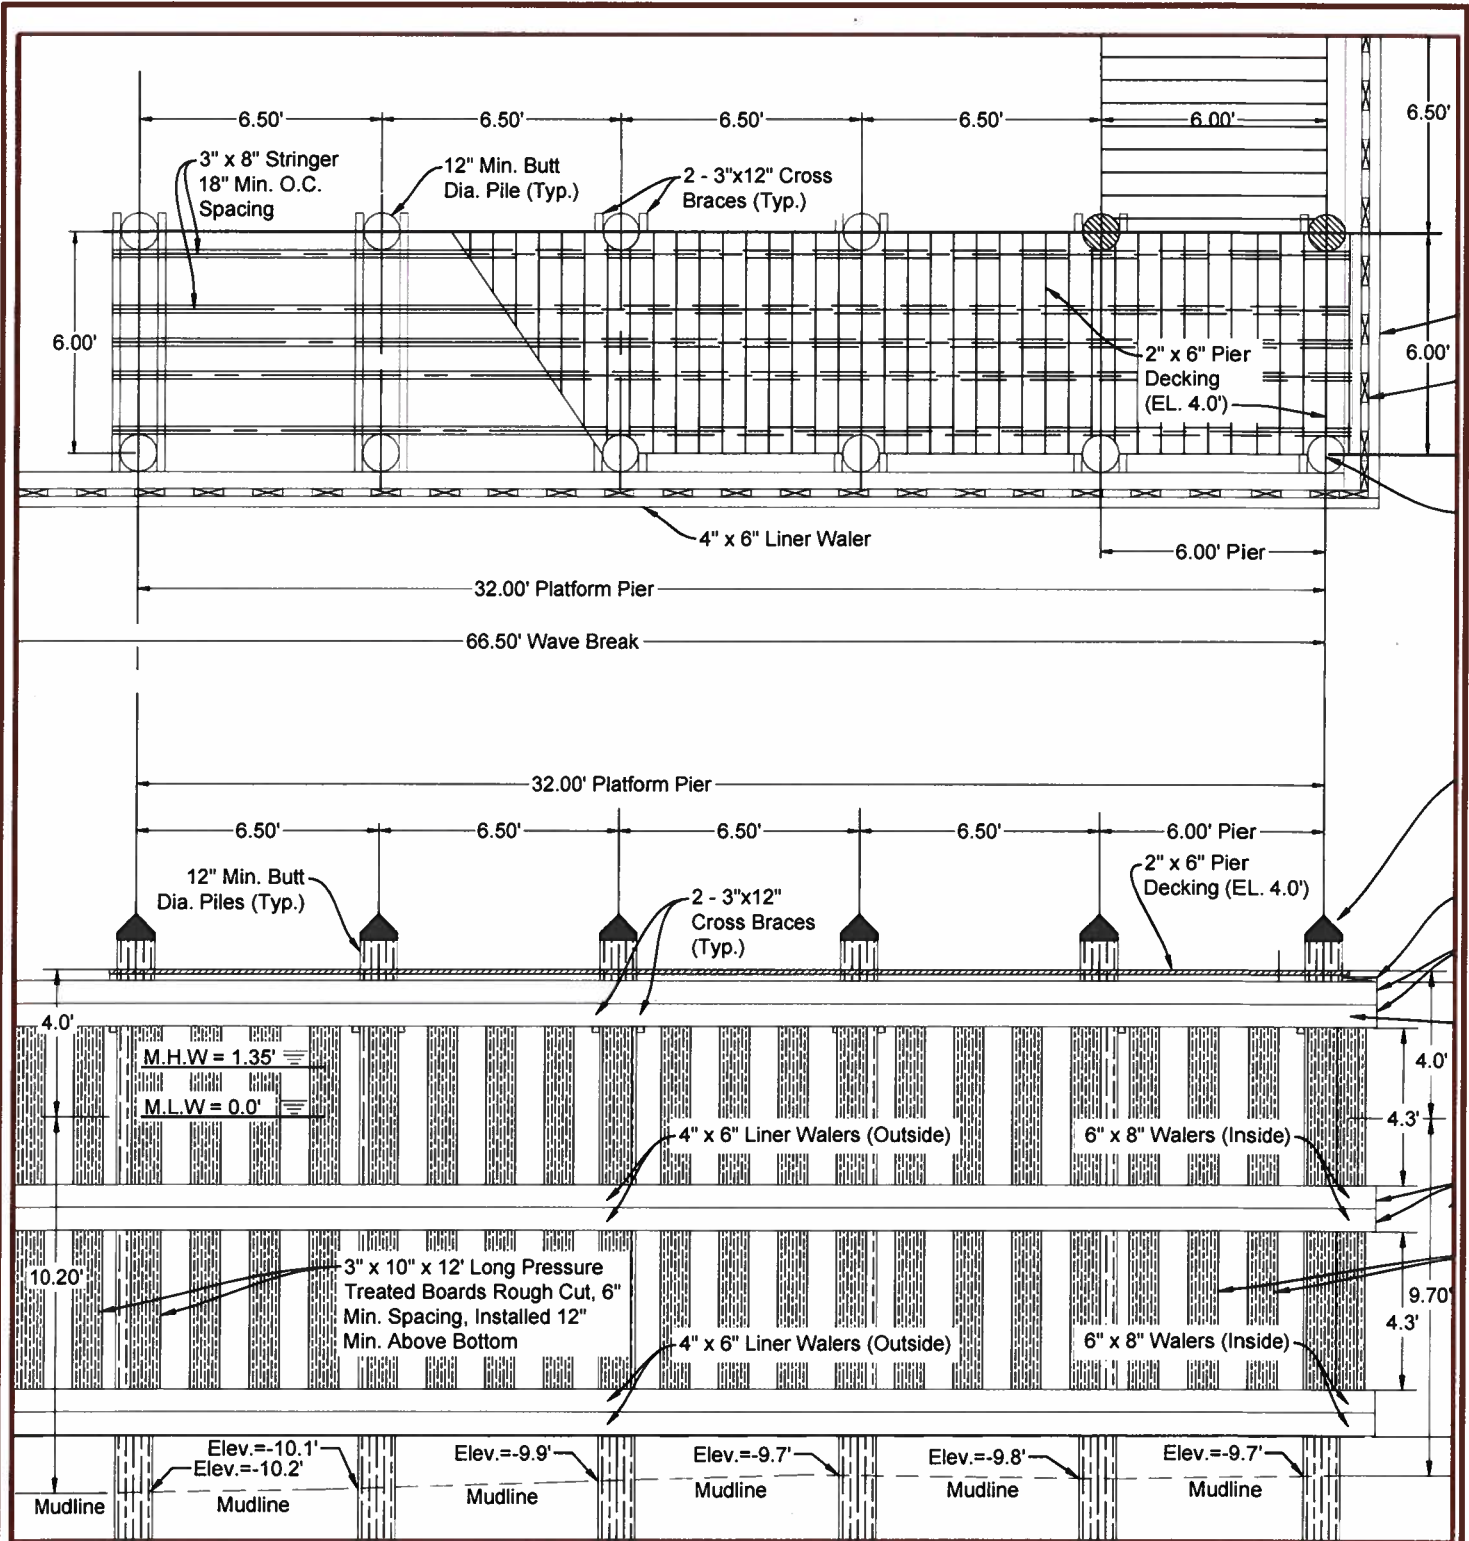 6.50' 6.50' 6.50' 6.50' 6.00' 6.50'
3" x 8" Stringer
18" Min. O.C.
Spacing
12" Min. Butt
Dia. Pile (Typ.)
2 - 3"x12" Cross
Braces (Typ.)
6.00'
2" x 6" Pier
Decking
(EL. 4.0')
6.00'
4" x 6" Liner Waler
6.00' Pier
32.00' Platform Pier
66.50' Wave Break
32.00' Platform Pier
6.50' 6.50' 6.50' 6.50' 6.00' Pier
12" Min. Butt
Dia. Piles (Typ.)
2 - 3"x12"
Cross Braces
(Typ.)
2" x 6" Pier
Decking (EL. 4.0')
4.0'
M.H.W = 1.35'
M.L.W = 0.0'
4.0'
4.3'
4" x 6" Liner Walers (Outside)
6" x 8" Walers (Inside)
10.20'
3" x 10" x 12' Long Pressure
Treated Boards Rough Cut, 6"
Min. Spacing, Installed 12"
Min. Above Bottom
9.70'
4.3'
4" x 6" Liner Walers (Outside)
6" x 8" Walers (Inside)
Elev.=-10.1'
Elev.=-10.2'
Elev.=-9.9'
Elev.=-9.7'
Elev.=-9.8'
Elev.=-9.7'
Mudline Mudline Mudline Mudline Mudline